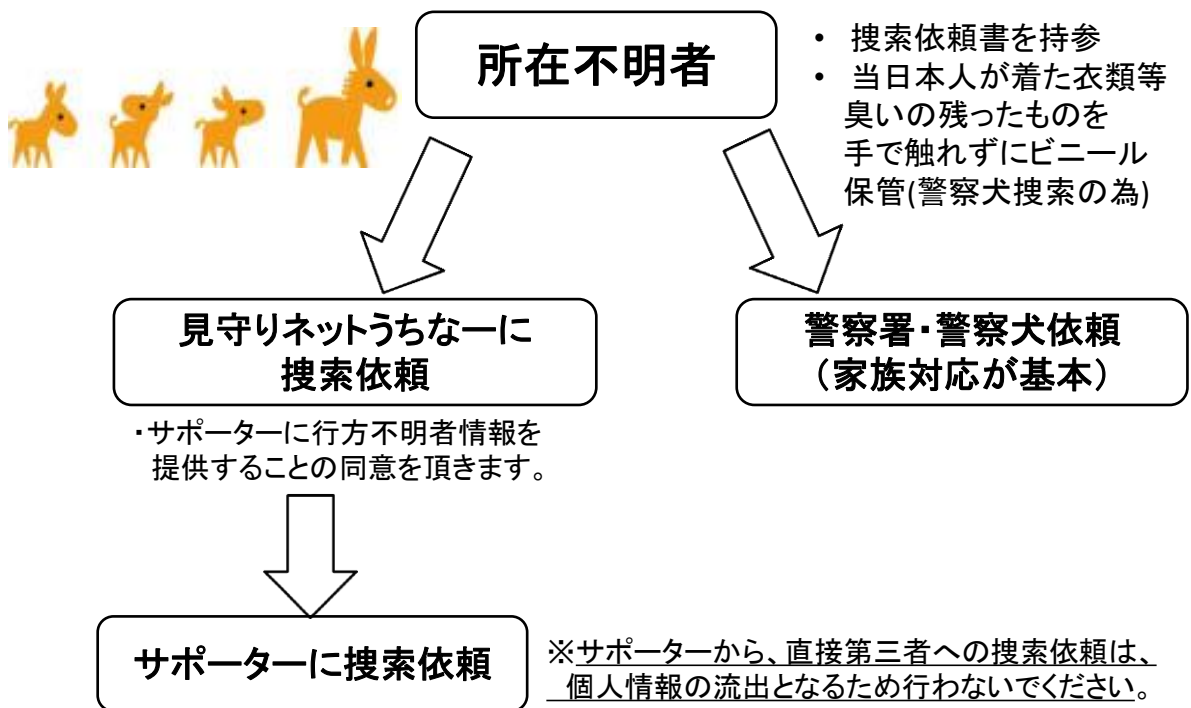 所在不明者
• 捜索依頼書を持参
• 当日本人が着た衣類等
臭いの残ったものを
手で触れずにビニール
保管(警察犬捜索の為)
見守りネットうちなーに
捜索依頼
・サポーターに行方不明者情報を
提供することの同意を頂きます。
警察署・警察犬依頼
（家族対応が基本）
サポーターに捜索依頼
※サポーターから、直接第三者への捜索依頼は、
個人情報の流出となるため行わないでください。